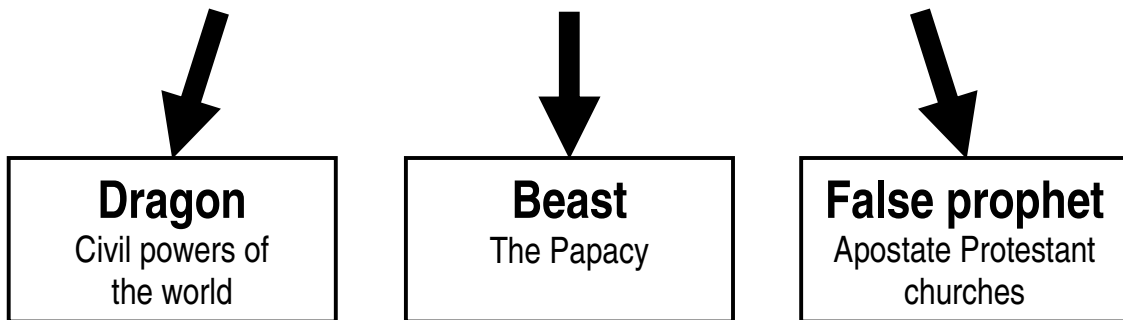 Dragon
Civil powers of
the world
Beast
The Papacy
False prophet
Apostate Protestant
churches